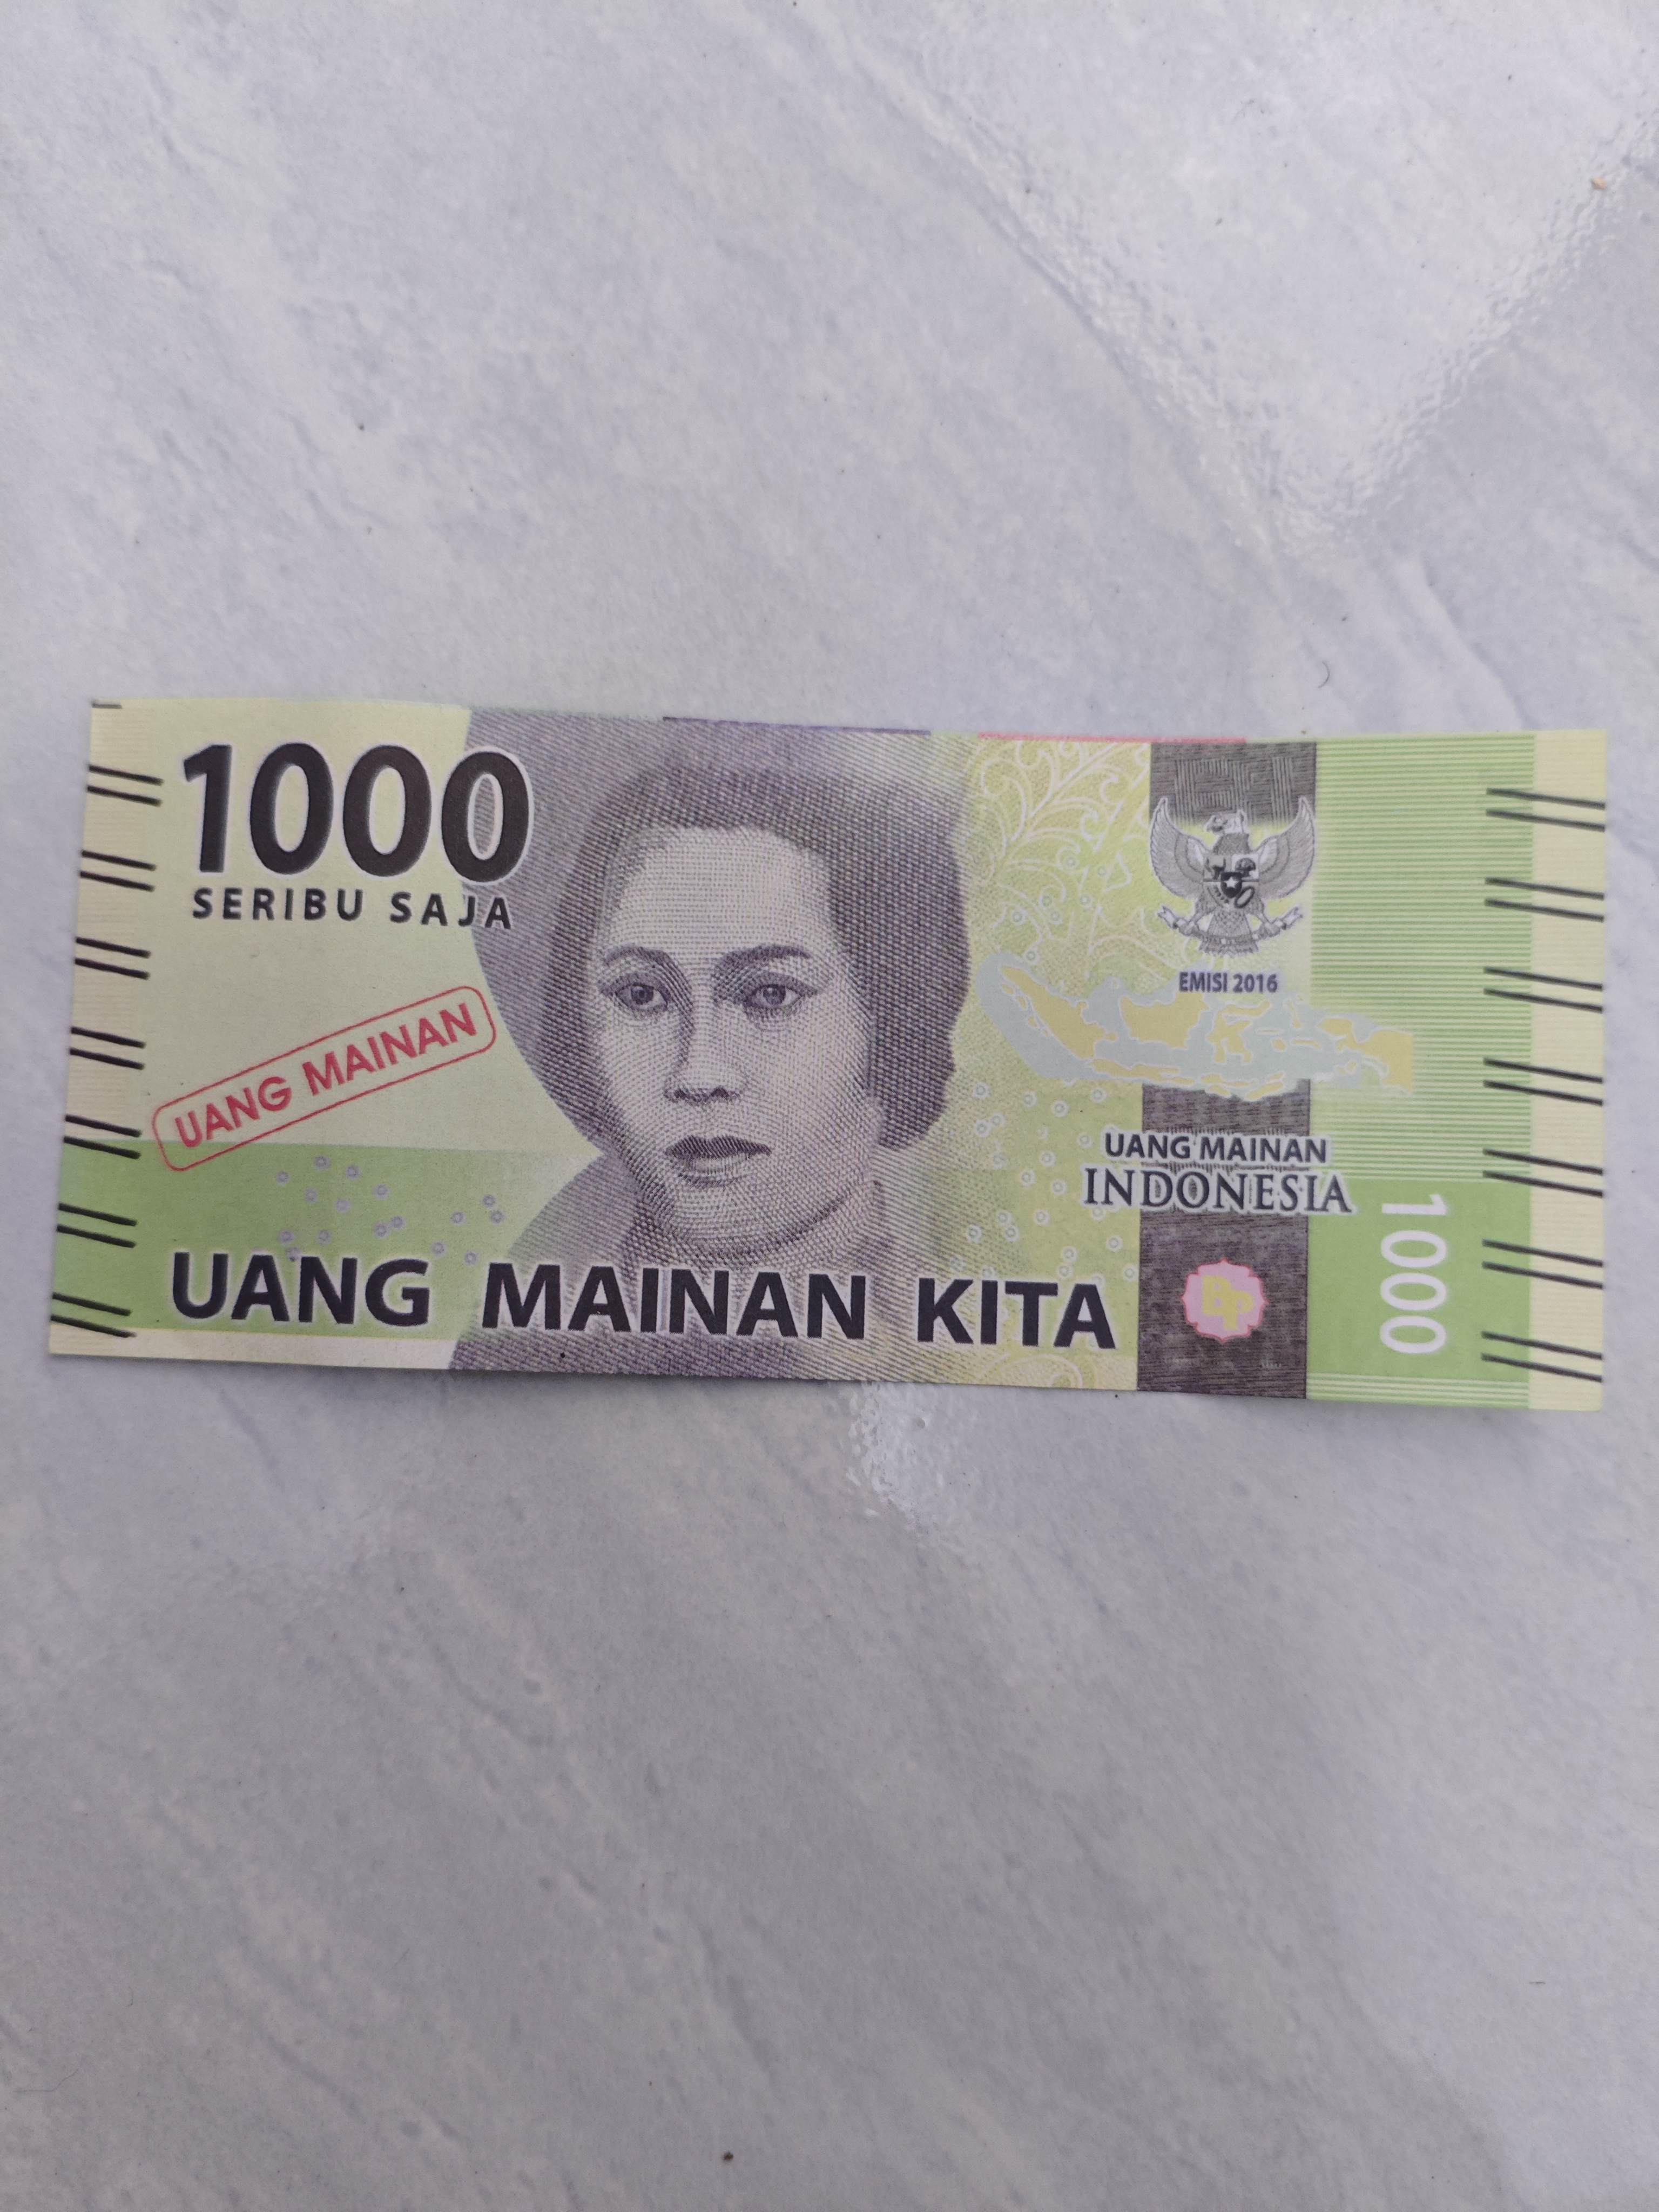 1000
SERIBU SAJA
UANG MAINAN
EMISI 2016
UANG MAINAN
INDONESIA
1000
UANG MAINAN KITA